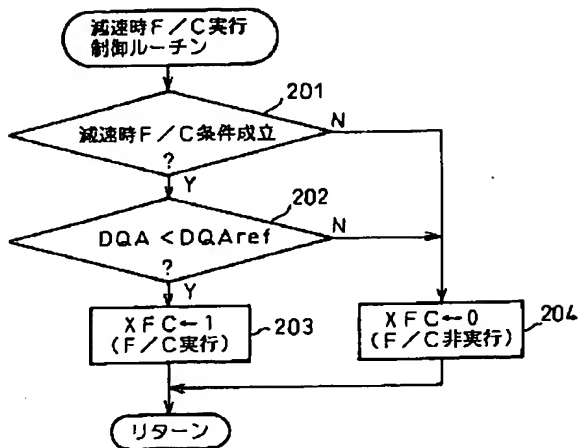 減速時F/C実行
制御ルーチン
201
減速時F/C条件成立
?
N
Y
202
DQA<DQAref
?
N
Y
XFC←1
(F/C実行)
203
XFC←0
(F/C非実行)
204
リターン